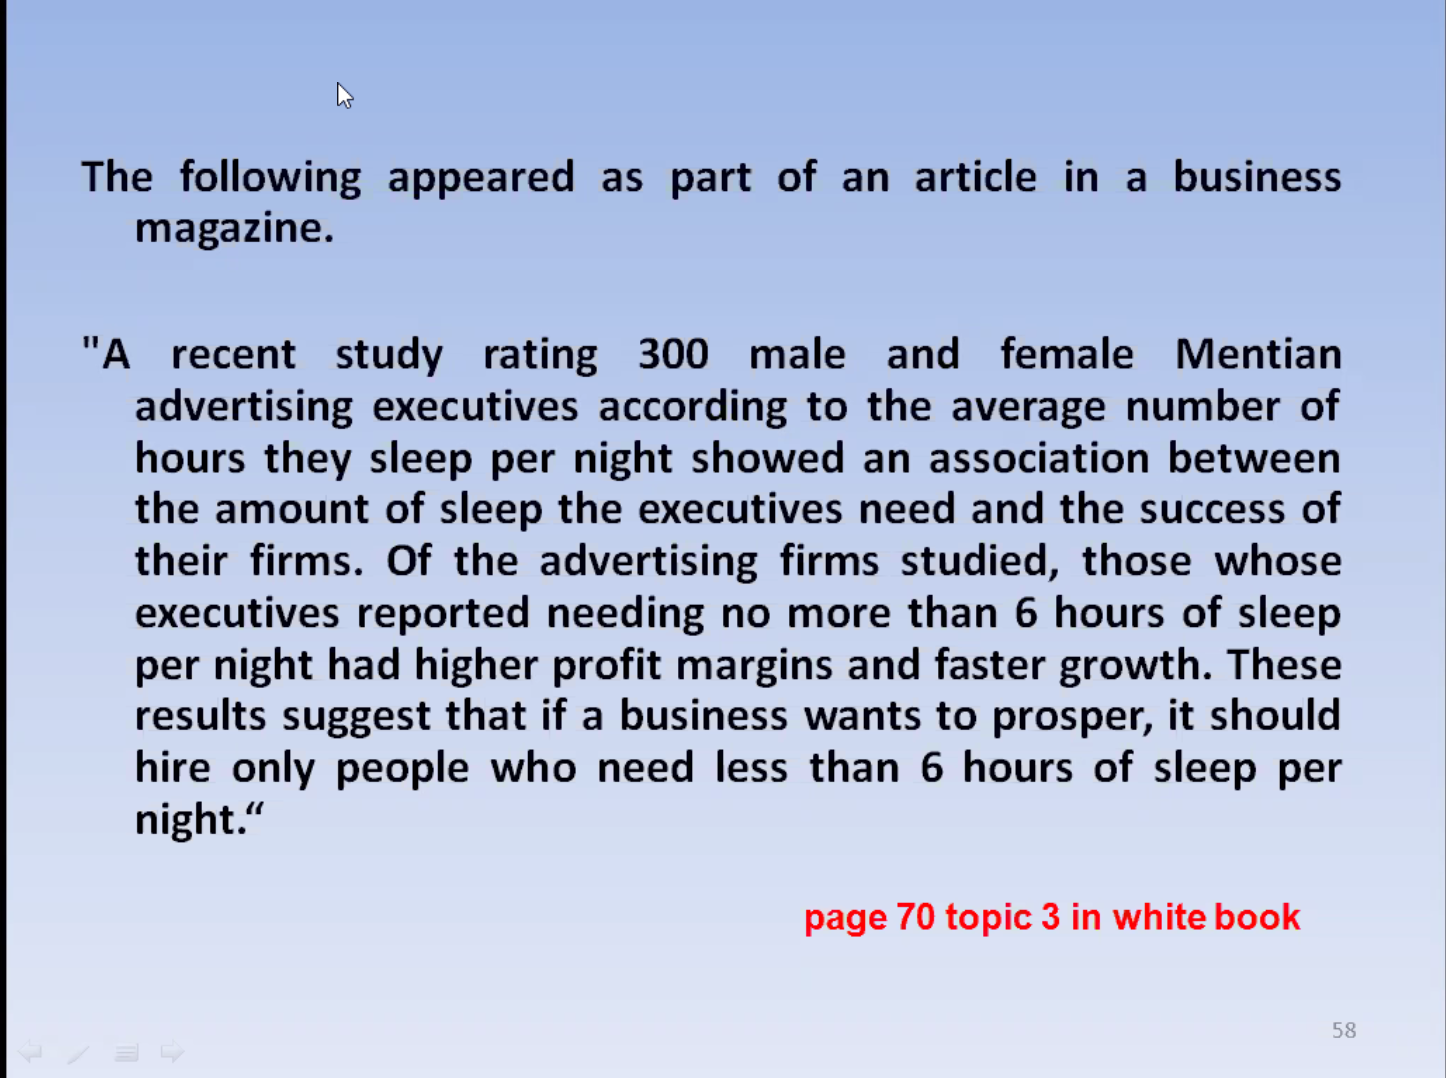 The following appeared as part of an article in a business
magazine.
"A recent study rating 300 male and female Mentian
advertising executives according to the average number of
hours they sleep per night showed an association between
the amount of sleep the executives need and the success of
their firms. Of the advertising firms studied, those whose
executives reported needing no more than 6 hours of sleep
per night had higher profit margins and faster growth. These
results suggest that if a business wants to prosper, it should
hire only people who need less than 6 hours of sleep per
night.“
page 70 topic 3 in white book
58